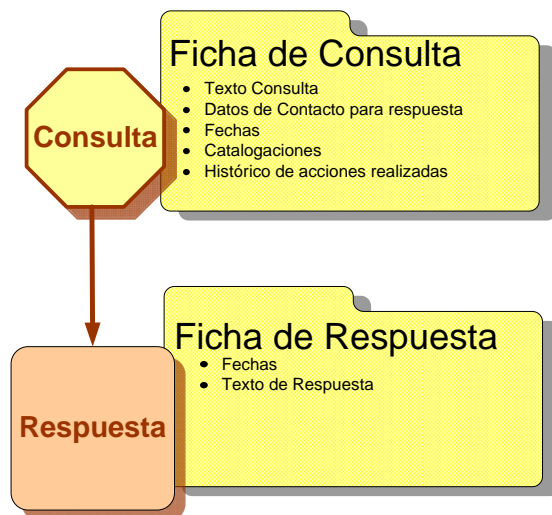 Ficha de Consulta
• Texto Consulta
• Datos de Contacto para respuesta
• Fechas
• Catalogaciones
• Histórico de acciones realizadas
Consulta
Ficha de Respuesta
• Fechas
• Texto de Respuesta
Respuesta